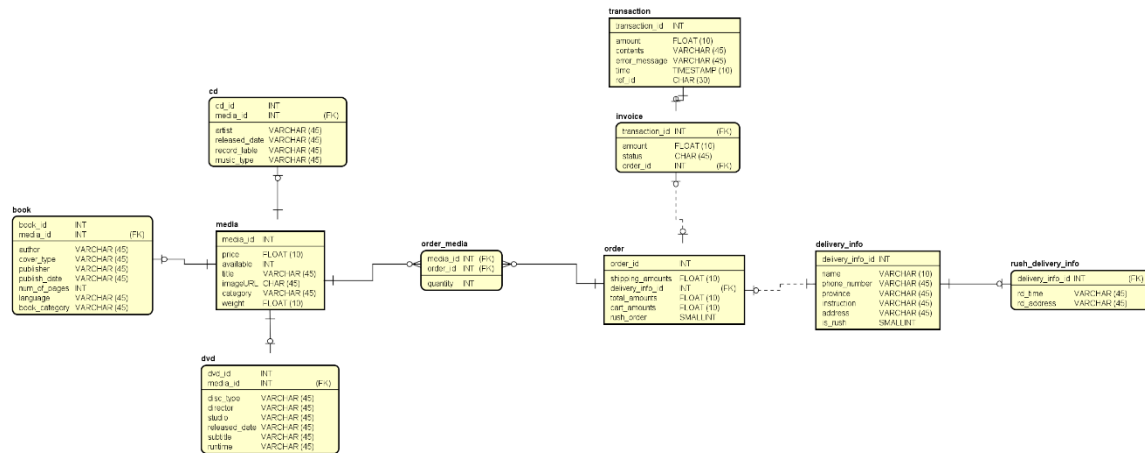 transaction
transaction_id INT
amount FLOAT (10)
contents VARCHAR (45)
error_message VARCHAR (45)
time TIMESTAMP (10)
ref_id CHAR (30)
cd
cd_id INT
media_id INT (FK)
artist VARCHAR (45)
released_date VARCHAR (45)
record_lable VARCHAR (45)
music_type VARCHAR (45)
invoice
transaction_id INT (FK)
amount FLOAT (10)
status CHAR (45)
order_id INT (FK)
book
book_id INT
media_id INT (FK)
author VARCHAR (45)
cover_type VARCHAR (45)
publisher VARCHAR (45)
publish_date VARCHAR (45)
num_of_pages INT
language VARCHAR (45)
book_category VARCHAR (45)
media
media_id INT
price FLOAT (10)
available INT
title VARCHAR (45)
imageURL CHAR (45)
category VARCHAR (45)
weight FLOAT (10)
order_media
media_id INT (FK)
order_id INT (FK)
quantity INT
order
order_id INT
shipping_amounts FLOAT (10)
delivery_info_id INT (FK)
total_amounts FLOAT (10)
cart_amounts FLOAT (10)
rush_order SMALLINT
delivery_info
delivery_info_id INT
name VARCHAR (10)
phone_number VARCHAR (45)
province VARCHAR (45)
instruction VARCHAR (45)
address VARCHAR (45)
is_rush SMALLINT
rush_delivery_info
delivery_info_id INT (FK)
rd_time VARCHAR (45)
rd_address VARCHAR (45)
dvd
dvd_id INT
media_id INT (FK)
disc_type VARCHAR (45)
director VARCHAR (45)
studio VARCHAR (45)
released_date VARCHAR (45)
subtitle VARCHAR (45)
runtime VARCHAR (45)